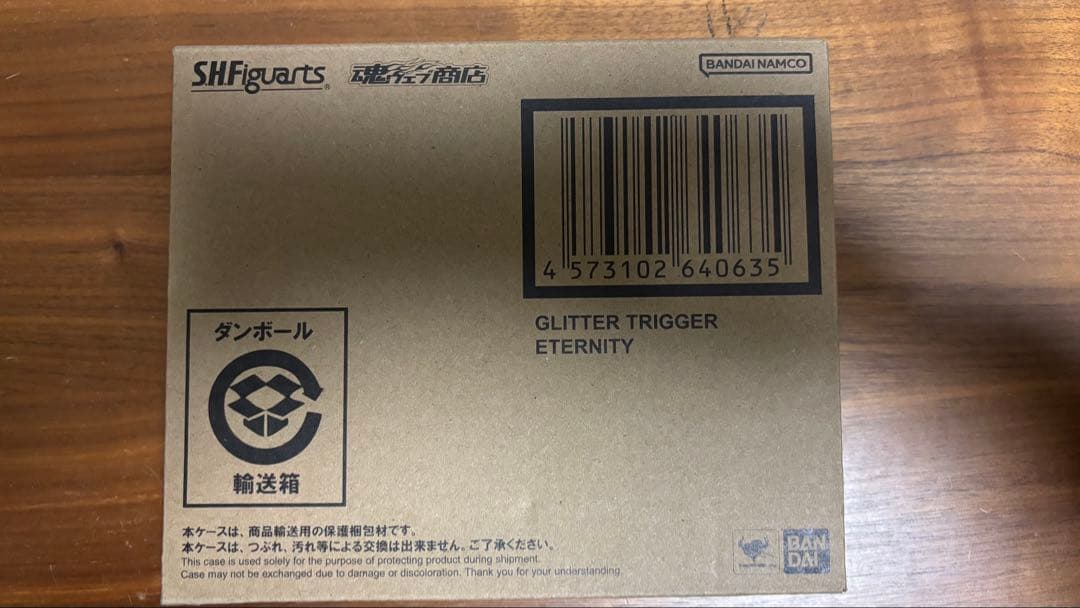 S.H.Figuarts® 魂ウェブ商店
BANDAI NAMCO
4 573102 640635
GLITTER TRIGGER
ETERNITY
ダンボール
輸送箱
本ケースは、商品輸送用の保護梱包材です。
本ケースは、つぶれ、汚れ等による交換は出来ません。ご了承ください。
This case is used solely for the purpose of protecting product during shipment.
Case may not be exchanged due to damage or discoloration. Thank you for your understanding.
BAN
DAI